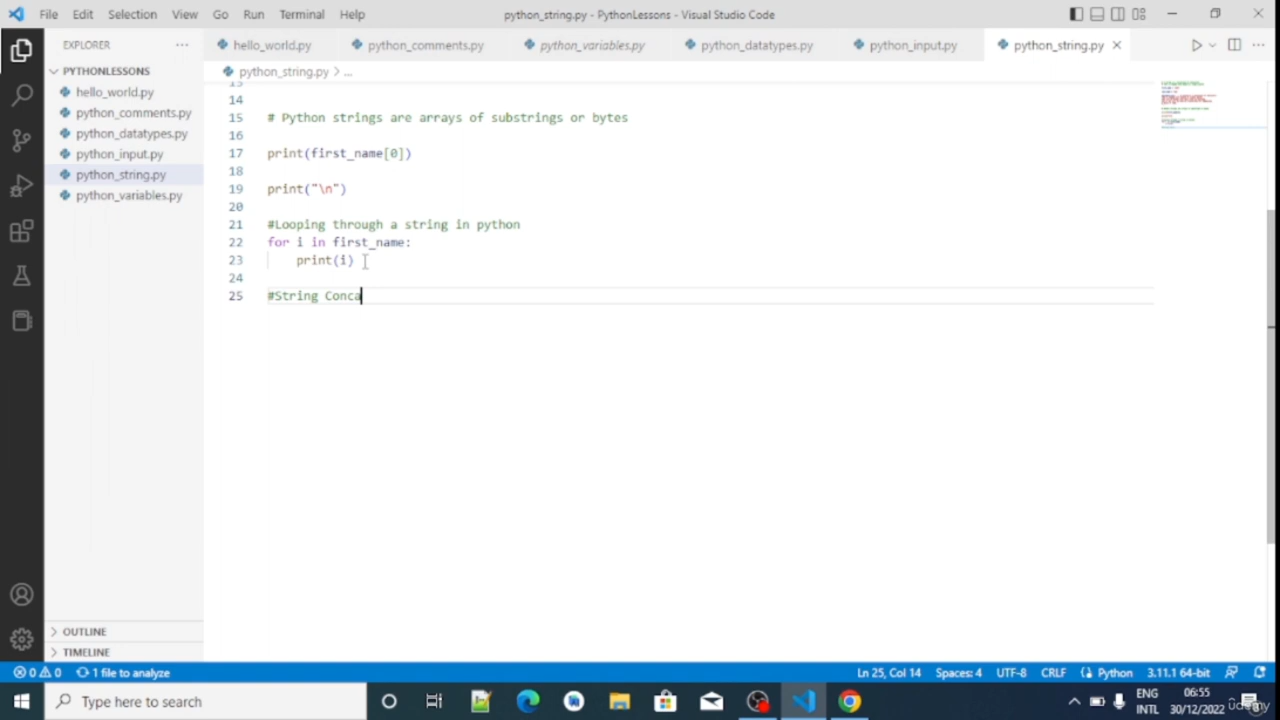 File Edit Selection View Go Run Terminal Help python_string.py - PythonLessons - Visual Studio Code
EXPLORER hello_world.py python_comments.py python_variables.py python_datatypes.py python_input.py python_string.py
PYTHONLESSONS python_string.py > ...
hello_world.py
python_comments.py
python_datatypes.py
python_input.py
python_string.py
python_variables.py
13
14
15 # Python strings are arrays of substrings or bytes
16
17 print(first_name[0])
18
19 print("\n")
20
21 #Looping through a string in python
22 for i in first_name:
23 print(i)
24
25 #String Conca
OUTLINE
TIMELINE
0 0 1 file to analyze Ln 25, Col 14 Spaces: 4 UTF-8 CRLF Python 3.11.1 64-bit
Type here to search
ENG 06:55
INTL 30/12/2022
udemy